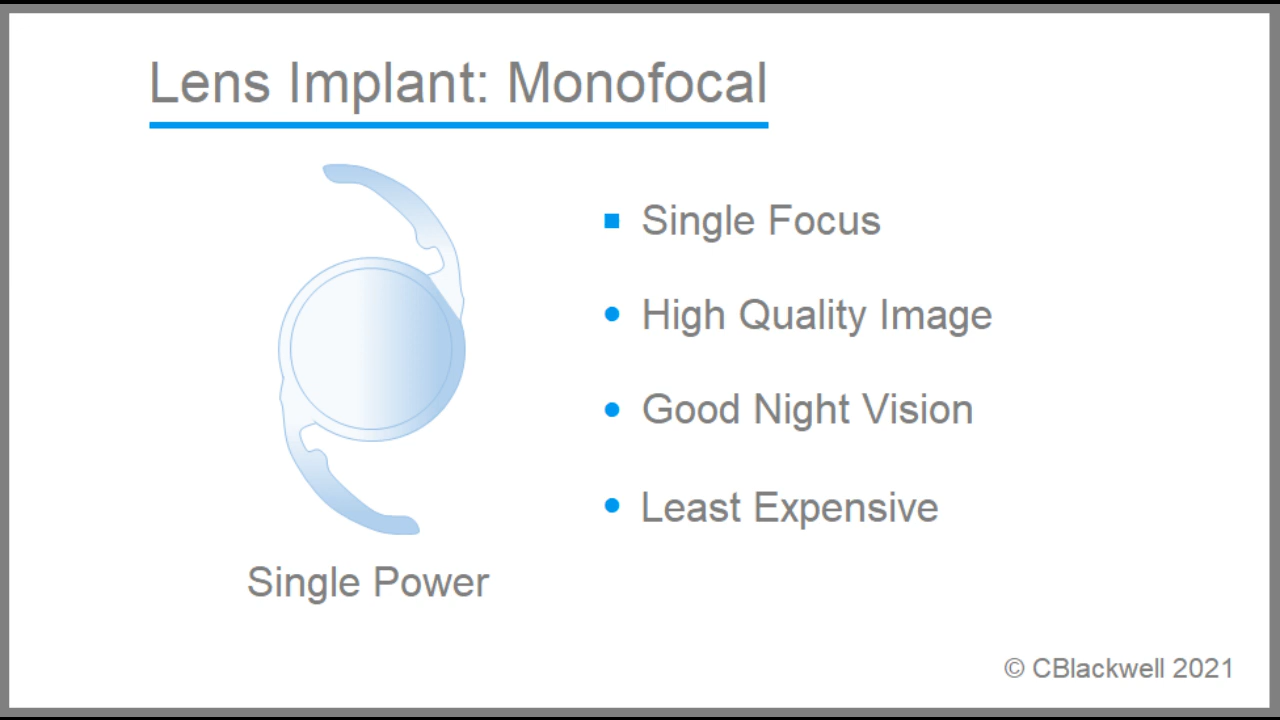 Lens Implant: Monofocal
Single Focus
High Quality Image
Good Night Vision
Least Expensive
Single Power
© CBlackwell 2021